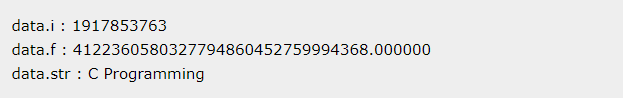 data.i : 1917853763
data.f : 4122360580327794860452759994368.000000
data.str : C Programming